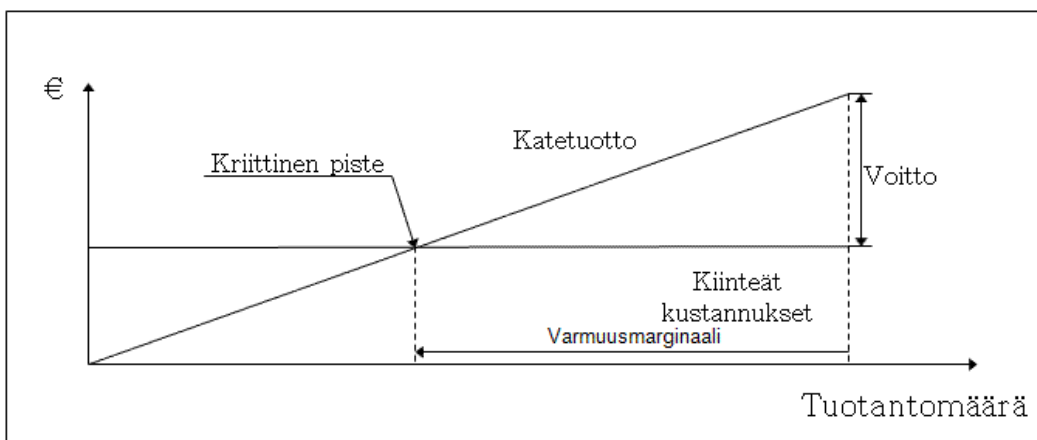 €
Katetuotto
Kriittinen piste
Voitto
Kiinteät
kustannukset
Varmuusmarginaali
Tuotantomäärä